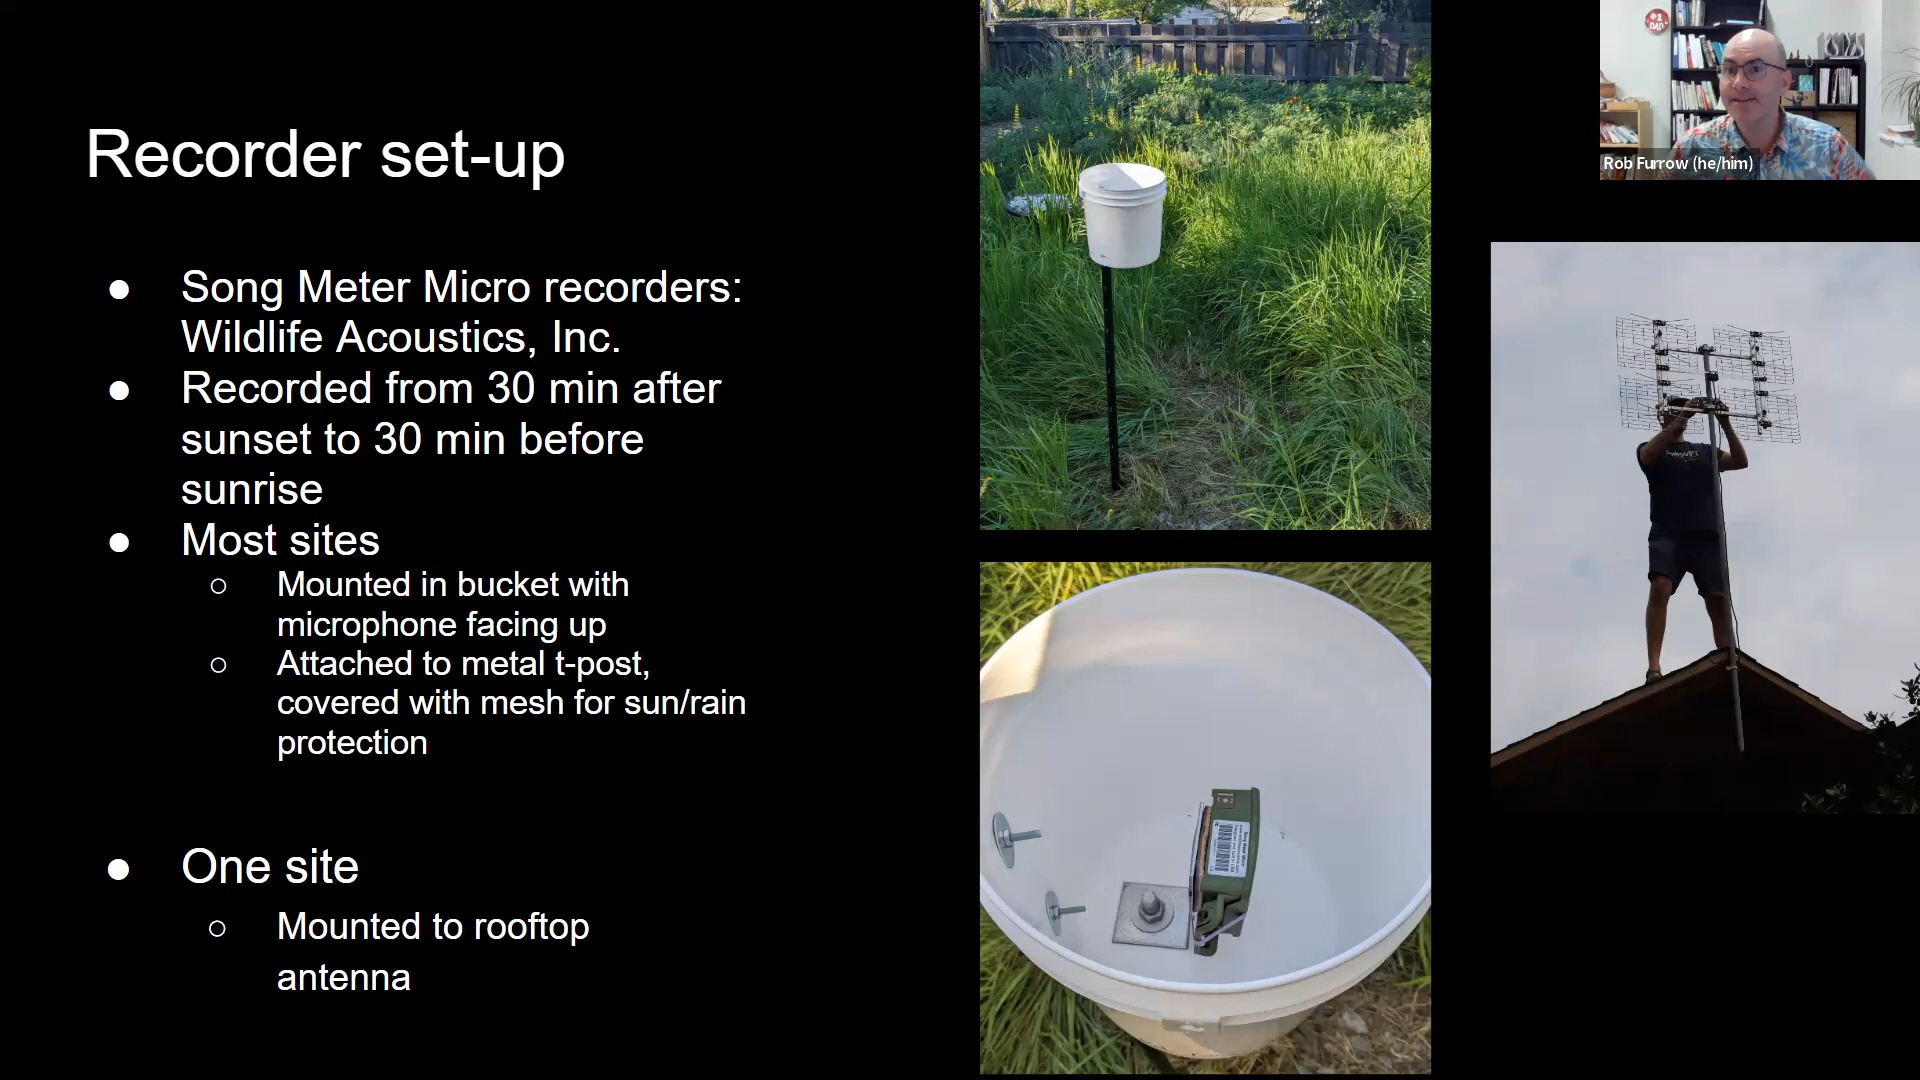 Recorder set-up
● Song Meter Micro recorders:
Wildlife Acoustics, Inc.
● Recorded from 30 min after
sunset to 30 min before
sunrise
● Most sites
○ Mounted in bucket with
microphone facing up
○ Attached to metal t-post,
covered with mesh for sun/rain
protection
● One site
○ Mounted to rooftop
antenna
#1
DAD
Rob Furrow (he/him)